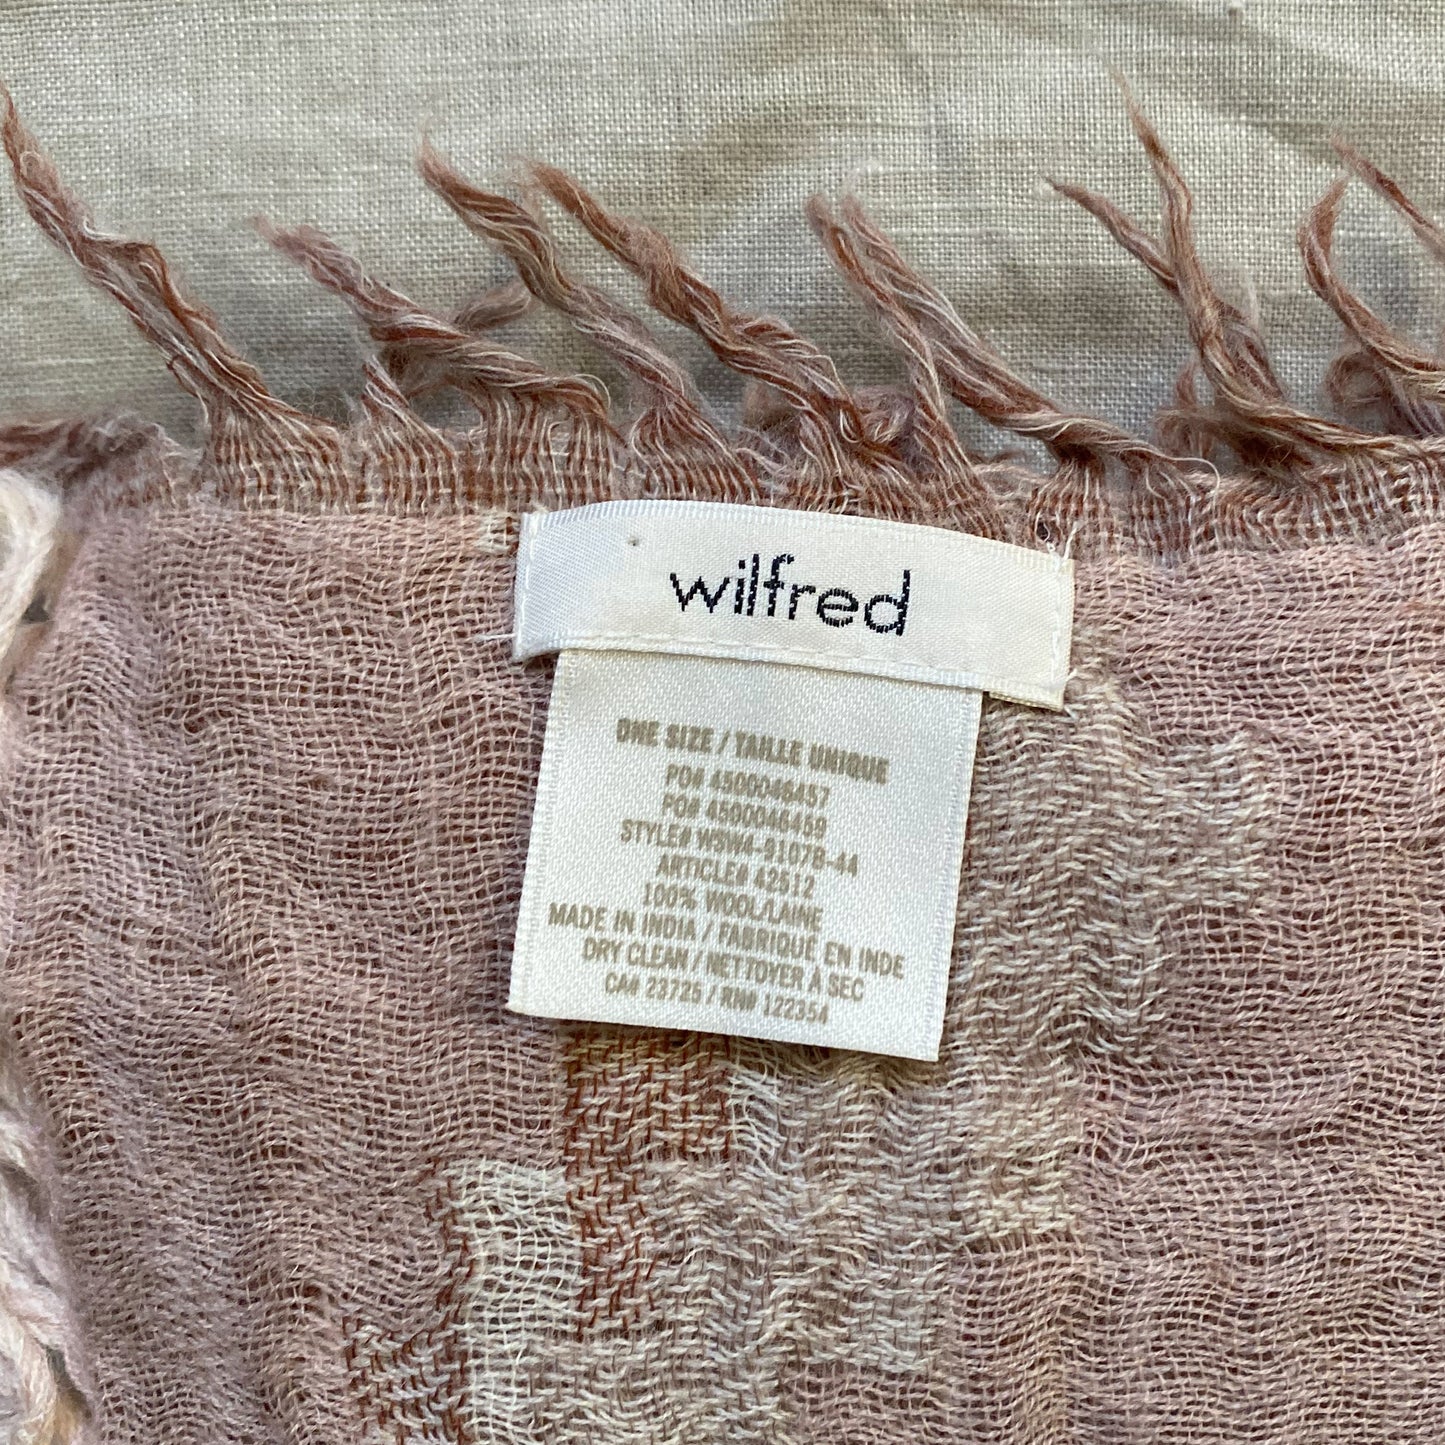 wilfred
ONE SIZE / TAILLE UNIQUE
PO# 4500046457
PO# 4500046459
STYLE# WSW4-91078-44
ARTICLE# 42512
100% WOOL/LAINE
MADE IN INDIA / FABRIQUÉ EN INDE
DRY CLEAN / NETTOYER À SEC
CA# 23725 / RN# 122354